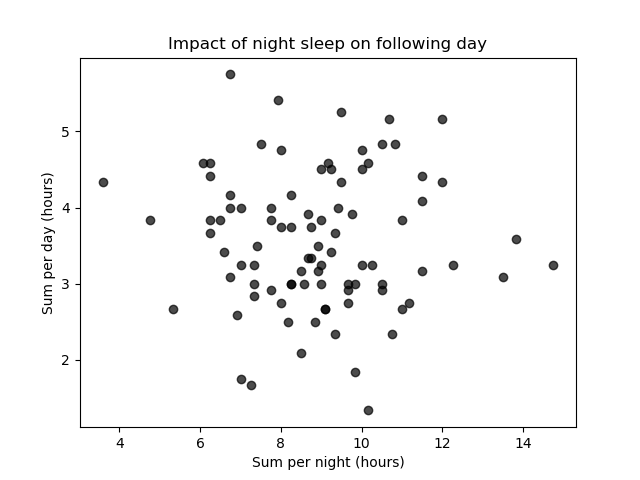 Impact of night sleep on following day
Sum per day (hours)
5
4
3
2
4 6 8 10 12 14
Sum per night (hours)